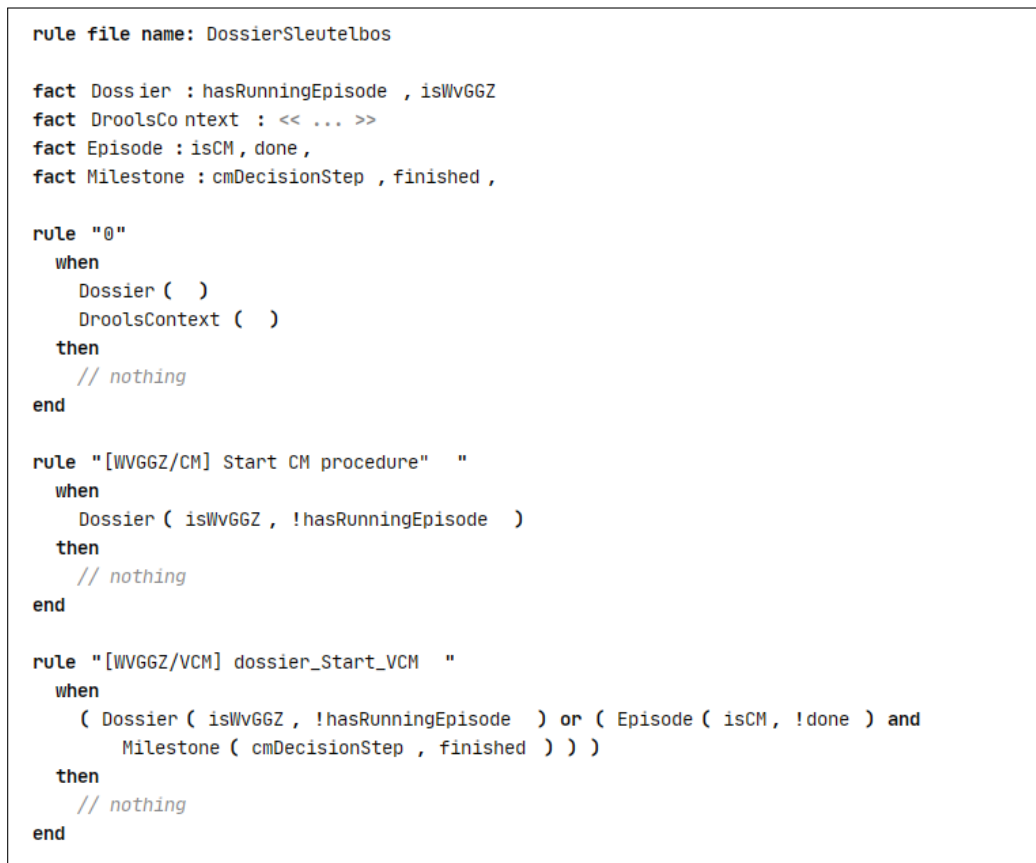 rule file name: DossierSleutelbos
fact Doss ier : hasRunningEpisode , isWvGGZ
fact DroolsCo ntext : << ... >>
fact Episode : isCM , done ,
fact Milestone : cmDecisionStep , finished ,
rule "0"
when
Dossier ( )
DroolsContext ( )
then
// nothing
end
rule "[WVGGZ/CM] Start CM procedure" "
when
Dossier ( isWvGGZ , !hasRunningEpisode )
then
// nothing
end
rule "[WVGGZ/VCM] dossier_Start_VCM "
when
( Dossier ( isWvGGZ , !hasRunningEpisode ) or ( Episode ( isCM , !done ) and
Milestone ( cmDecisionStep , finished ) ) )
then
// nothing
end